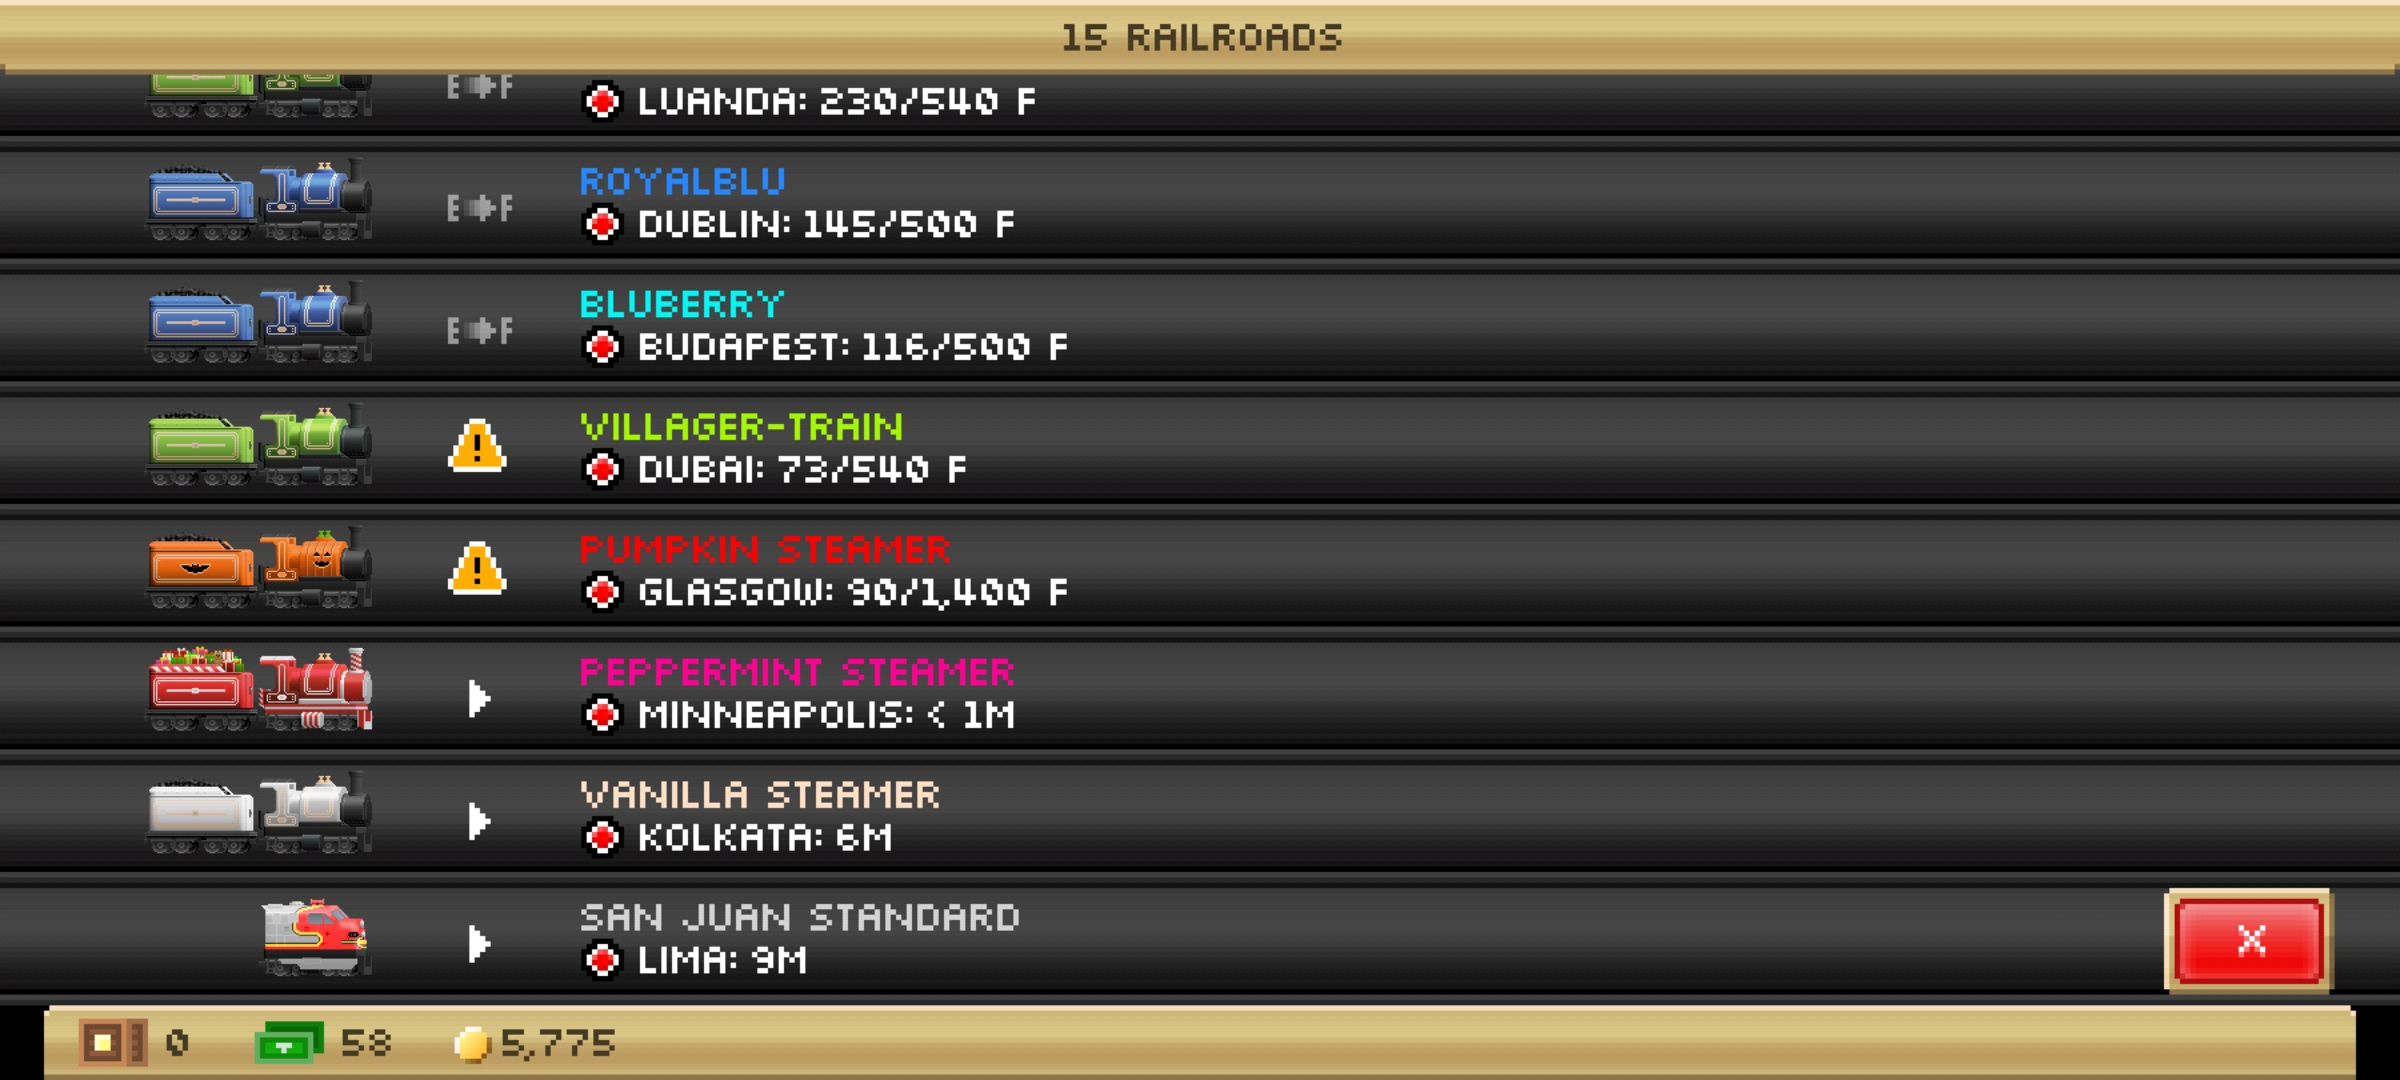 15 RAILROADS
E F
LUANDA: 230/540 F
ROYALBLU
E F
DUBLIN: 145/500 F
BLUBERRY
E F
BUDAPEST: 116/500 F
VILLAGER-TRAIN
!
DUBAI: 73/540 F
PUMPKIN STEAMER
!
GLASGOW: 90/1,400 F
PEPPERMINT STEAMER
MINNEAPOLIS: < 1M
VANILLA STEAMER
KOLKATA: 6M
SAN JUAN STANDARD
LIMA: 9M
X
0 58 5,775